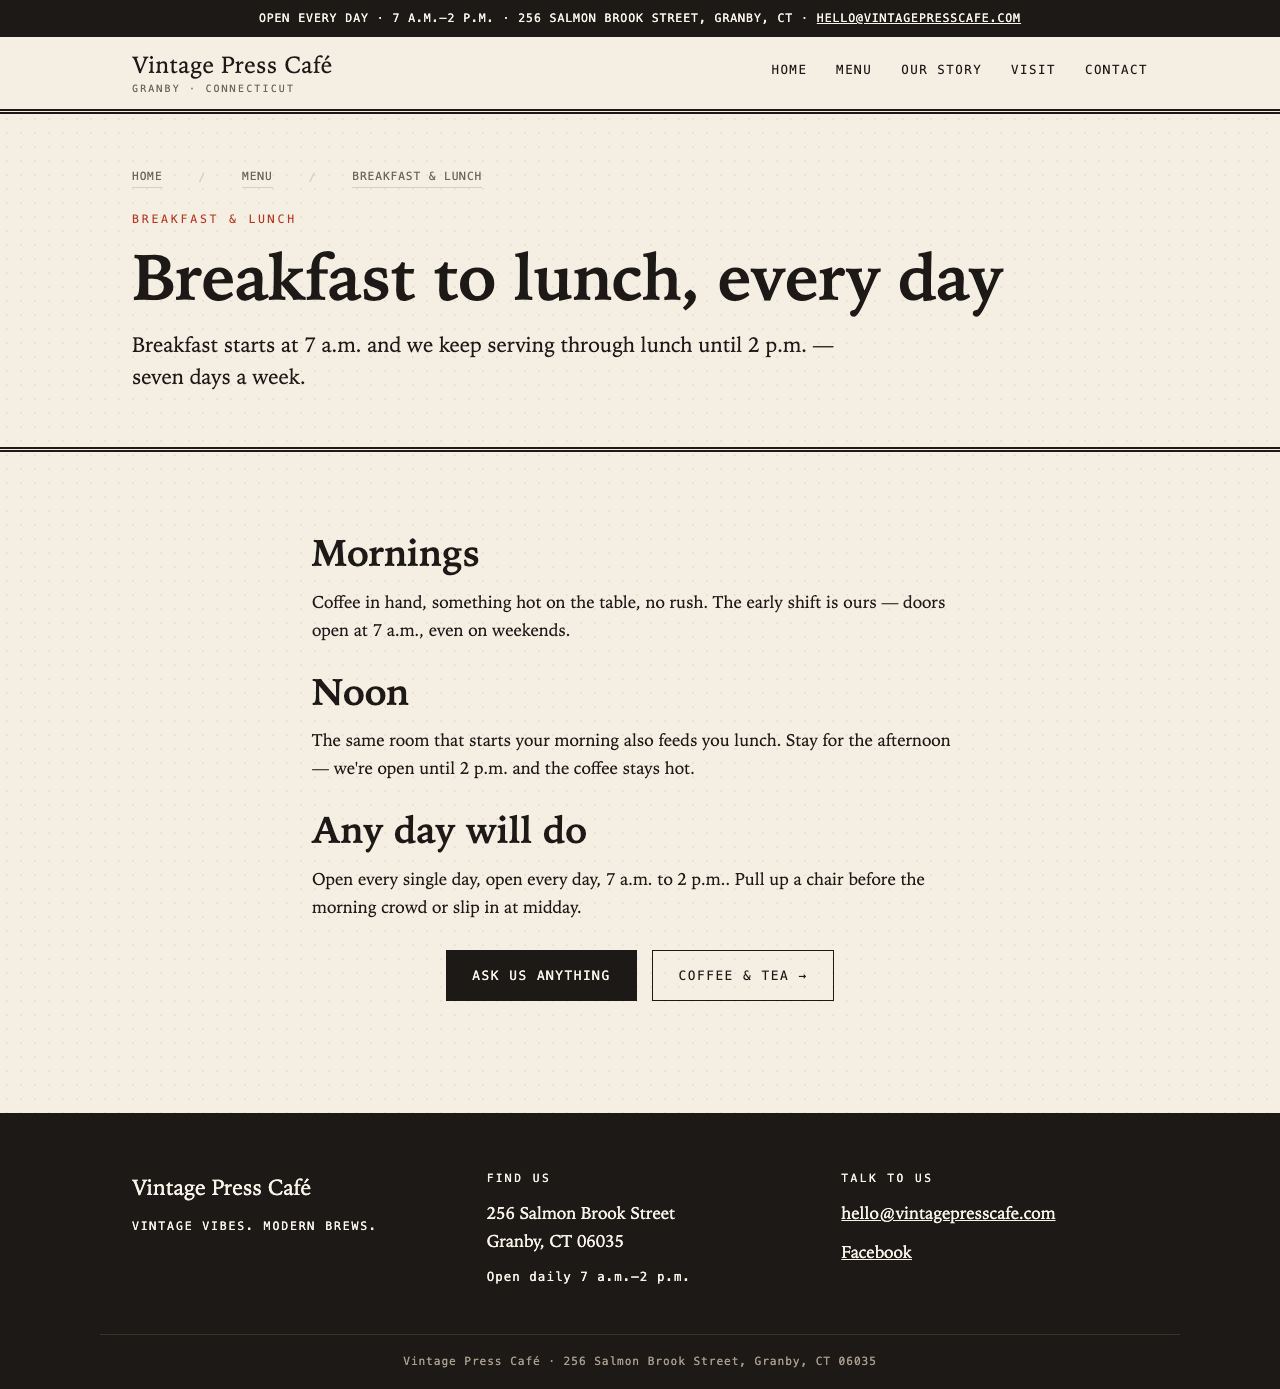 OPEN EVERY DAY · 7 A.M.–2 P.M. · 256 SALMON BROOK STREET, GRANBY, CT · HELLO@VINTAGEPRESSCAFE.COM
Vintage Press Café
GRANBY · CONNECTICUT
HOME MENU OUR STORY VISIT CONTACT
HOME / MENU / BREAKFAST & LUNCH
BREAKFAST & LUNCH
Breakfast to lunch, every day
Breakfast starts at 7 a.m. and we keep serving through lunch until 2 p.m. —
seven days a week.
Mornings
Coffee in hand, something hot on the table, no rush. The early shift is ours — doors
open at 7 a.m., even on weekends.
Noon
The same room that starts your morning also feeds you lunch. Stay for the afternoon
— we're open until 2 p.m. and the coffee stays hot.
Any day will do
Open every single day, open every day, 7 a.m. to 2 p.m.. Pull up a chair before the
morning crowd or slip in at midday.
ASK US ANYTHING
COFFEE & TEA →
Vintage Press Café
VINTAGE VIBES. MODERN BREWS.
FIND US
256 Salmon Brook Street
Granby, CT 06035
Open daily 7 a.m.–2 p.m.
TALK TO US
hello@vintagepresscafe.com
Facebook
Vintage Press Café · 256 Salmon Brook Street, Granby, CT 06035